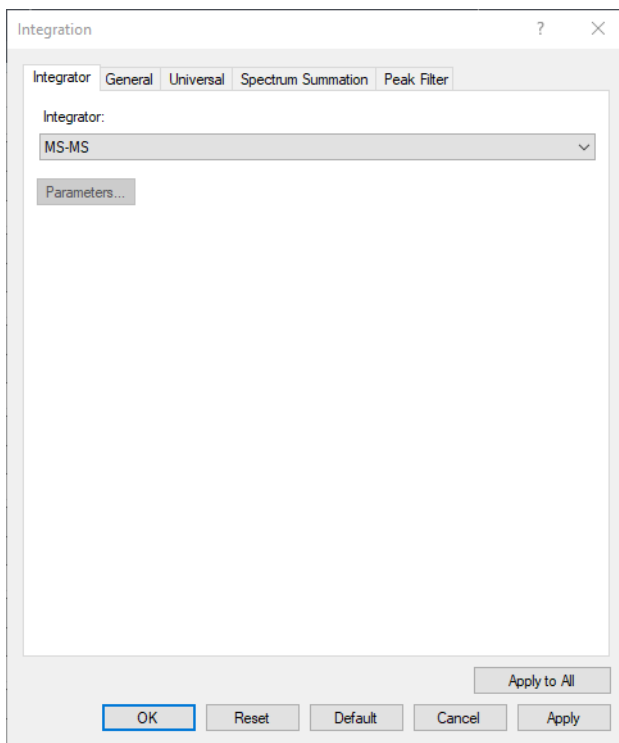 Integration ?
Integrator General Universal Spectrum Summation Peak Filter
Integrator:
MS-MS
Parameters...
Apply to All
OK Reset Default Cancel Apply